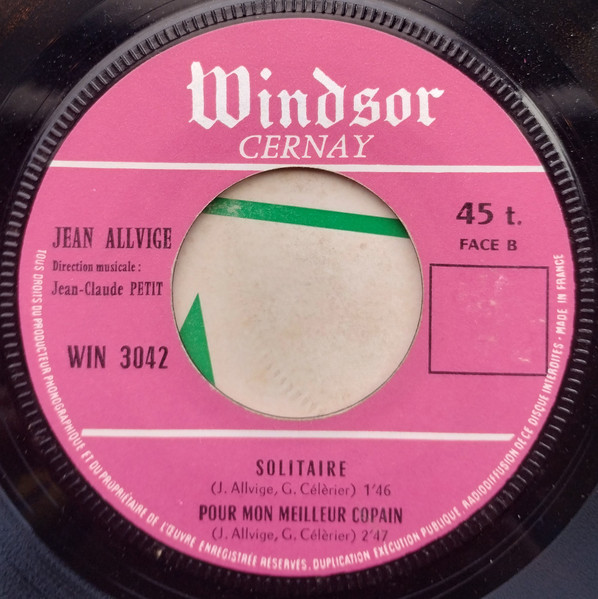 Windsor
CERNAY
JEAN ALLVIGE
Direction musicale :
Jean-Claude PETIT
WIN 3042
45 t.
FACE B
SOLITAIRE
(J. Allvige, G. Célèrier) 1'46
POUR MON MEILLEUR COPAIN
(J. Allvige, G. Célèrier) 2'47
TOUS DROITS DU PRODUCTEUR PHONOGRAPHIQUE ET DU PROPRIÉTAIRE DE L'ŒUVRE ENREGISTRÉE RÉSERVÉS, DUPLICATION EXÉCUTION PUBLIQUE, RADIODIFFUSION DE CE DISQUE INTERDITES - MADE IN FRANCE